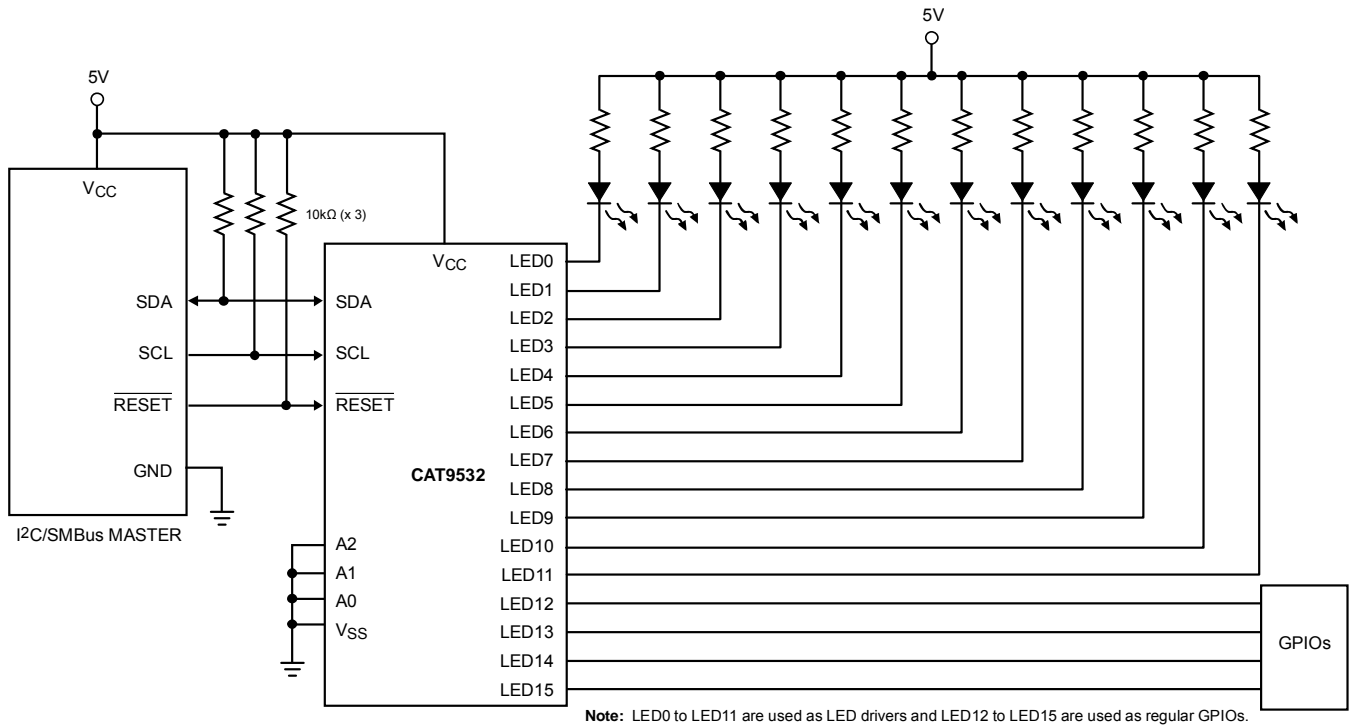 5V
5V
VCC
10kΩ (x 3)
SDA
SCL
RESET
GND
I2C/SMBus MASTER
VCC
SDA
SCL
RESET
CAT9532
A2
A1
A0
VSS
LED0
LED1
LED2
LED3
LED4
LED5
LED6
LED7
LED8
LED9
LED10
LED11
LED12
LED13
LED14
LED15
GPIOs
Note: LED0 to LED11 are used as LED drivers and LED12 to LED15 are used as regular GPIOs.